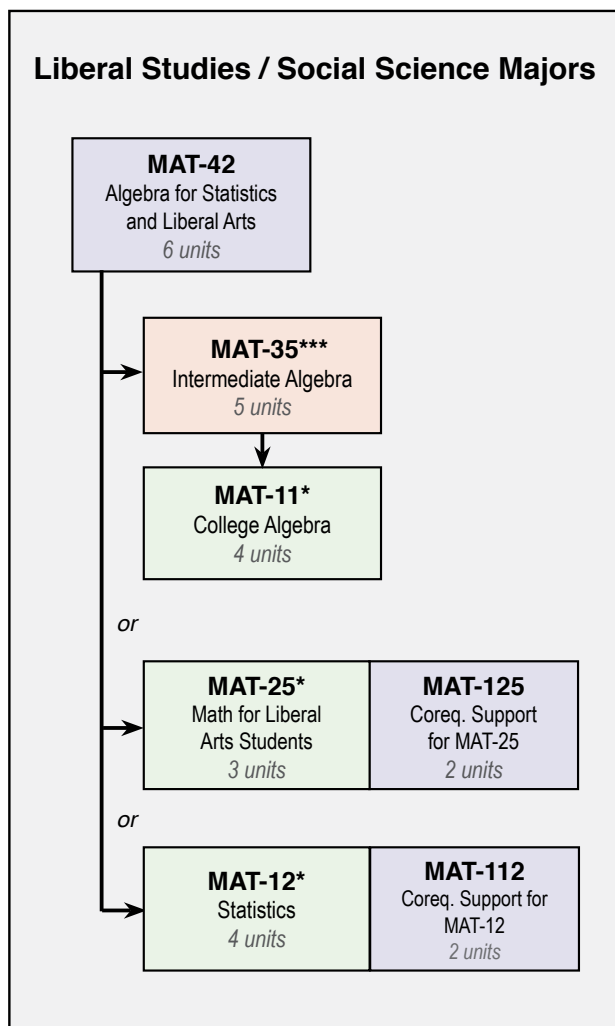 Liberal Studies / Social Science Majors
MAT-42
Algebra for Statistics
and Liberal Arts
6 units
MAT-35***
Intermediate Algebra
5 units
MAT-11*
College Algebra
4 units
or
MAT-25*
Math for Liberal
Arts Students
3 units
MAT-125
Coreq. Support
for MAT-25
2 units
or
MAT-12*
Statistics
4 units
MAT-112
Coreq. Support for
MAT-12
2 units